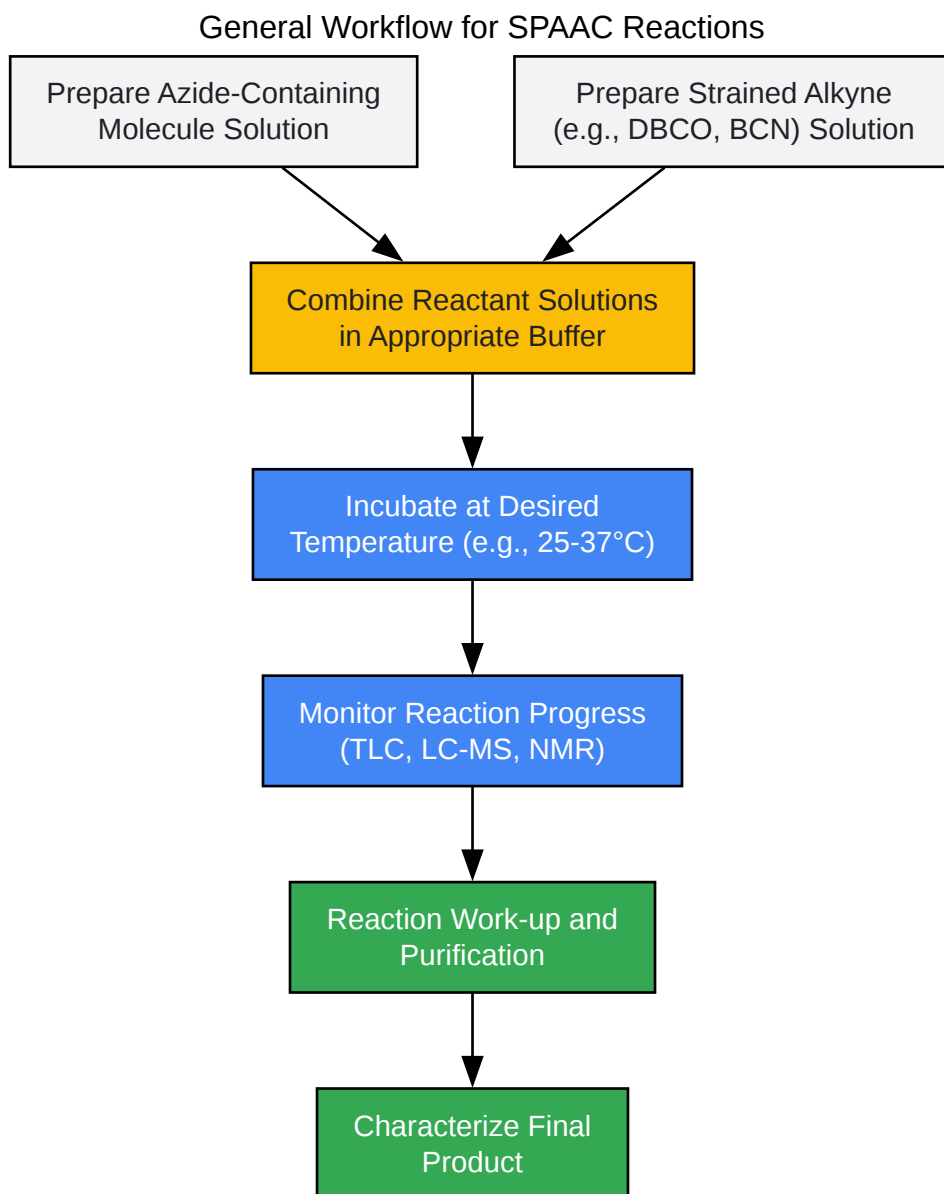 General Workflow for SPAAC Reactions
Prepare Azide-Containing
Molecule Solution
Prepare Strained Alkyne
(e.g., DBCO, BCN) Solution
Combine Reactant Solutions
in Appropriate Buffer
Incubate at Desired
Temperature (e.g., 25-37°C)
Monitor Reaction Progress
(TLC, LC-MS, NMR)
Reaction Work-up and
Purification
Characterize Final
Product